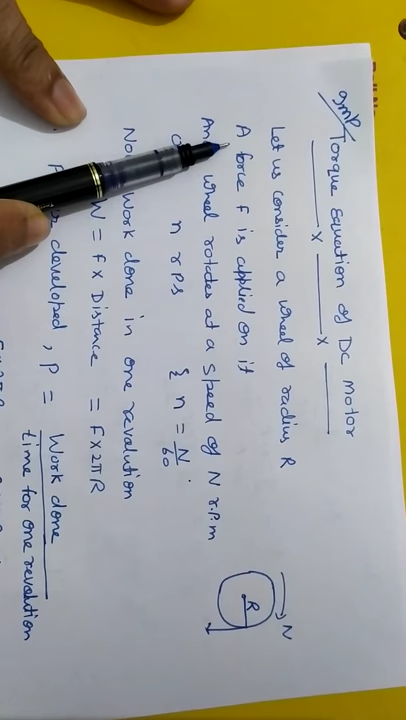 Imp
Torque Equation of DC motor
x x
Let us consider a wheel of radius R
A force F is applied on it
wheel rotates at a speed of N r.p.m
n rps { n = N/60 .
Work done in one revolution
W = F x Distance = F x 2πR
developed, P = Work done / time for one revolution
R
N